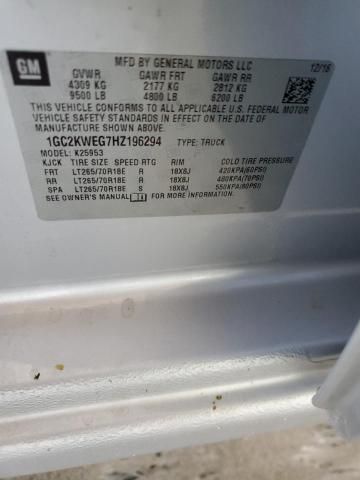 GM
MFD BY GENERAL MOTORS LLC 12/16
GVWR GAWR FRT GAWR RR
4309 KG 2177 KG 2812 KG
9500 LB 4800 LB 6200 LB
THIS VEHICLE CONFORMS TO ALL APPLICABLE U.S. FEDERAL MOTOR
VEHICLE SAFETY STANDARDS IN EFFECT ON THE DATE OF
MANUFACTURE SHOWN ABOVE.
1GC2KWEG7HZ196294 TYPE: TRUCK
MODEL: K25953
KJCK TIRE SIZE SPEED RTG RIM COLD TIRE PRESSURE
FRT LT265/70R18E R 18X8J 420KPA(60PSI)
RR LT265/70R18E R 18X8J 480KPA(70PSI)
SPA LT265/70R18E S 18X8J 550KPA(80PSI)
SEE OWNER'S MANUAL FOR ADDITIONAL INFORMATION